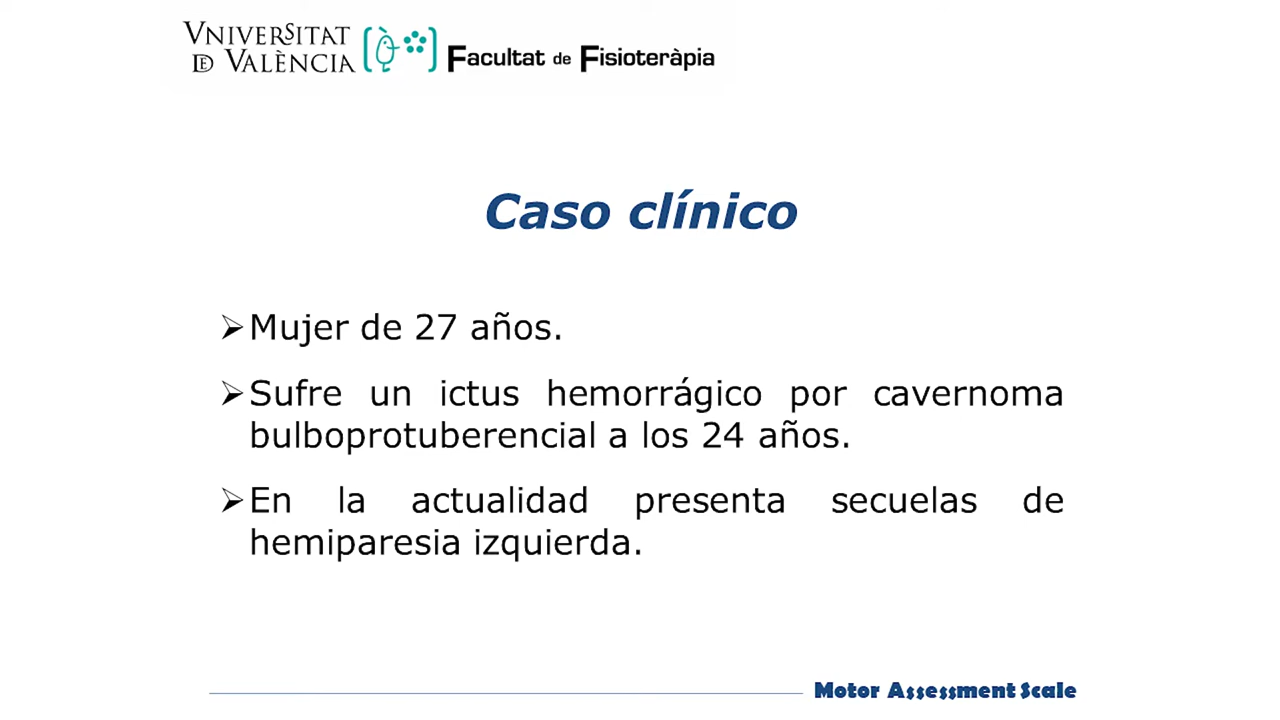 VNIVERSITAT
DE VALÈNCIA
Facultat de Fisioteràpia
Caso clínico
➢Mujer de 27 años.
➢Sufre un ictus hemorrágico por cavernoma
bulboprotuberencial a los 24 años.
➢En la actualidad presenta secuelas de
hemiparesia izquierda.
Motor Assessment Scale